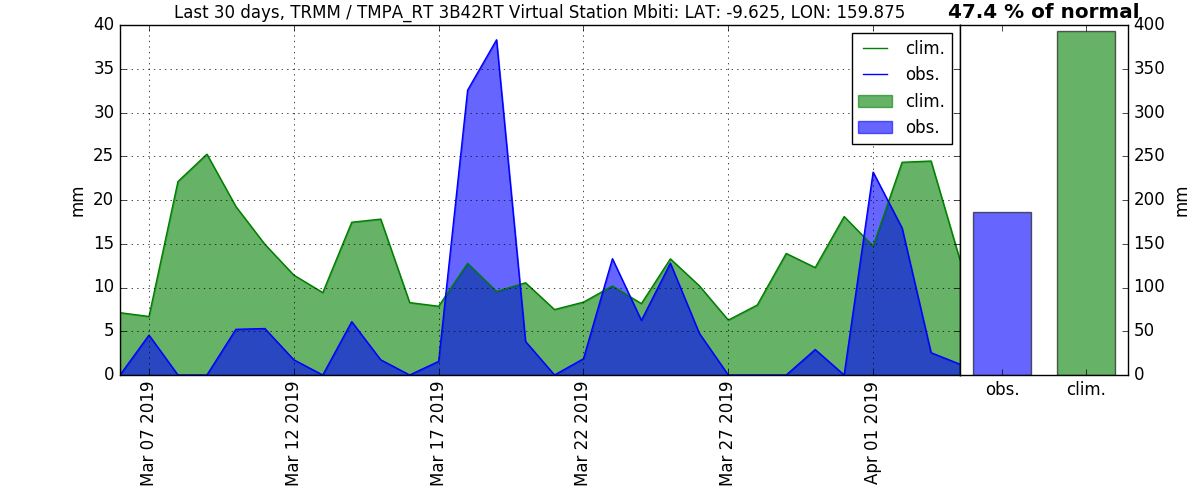 Last 30 days, TRMM / TMPA_RT 3B42RT Virtual Station Mbiti: LAT: -9.625, LON: 159.875
47.4 % of normal
mm
40
35
30
25
20
15
10
5
0
clim.
obs.
clim.
obs.
Mar 07 2019
Mar 12 2019
Mar 17 2019
Mar 22 2019
Mar 27 2019
Apr 01 2019
400
350
300
250
200
150
100
50
0
mm
obs.
clim.